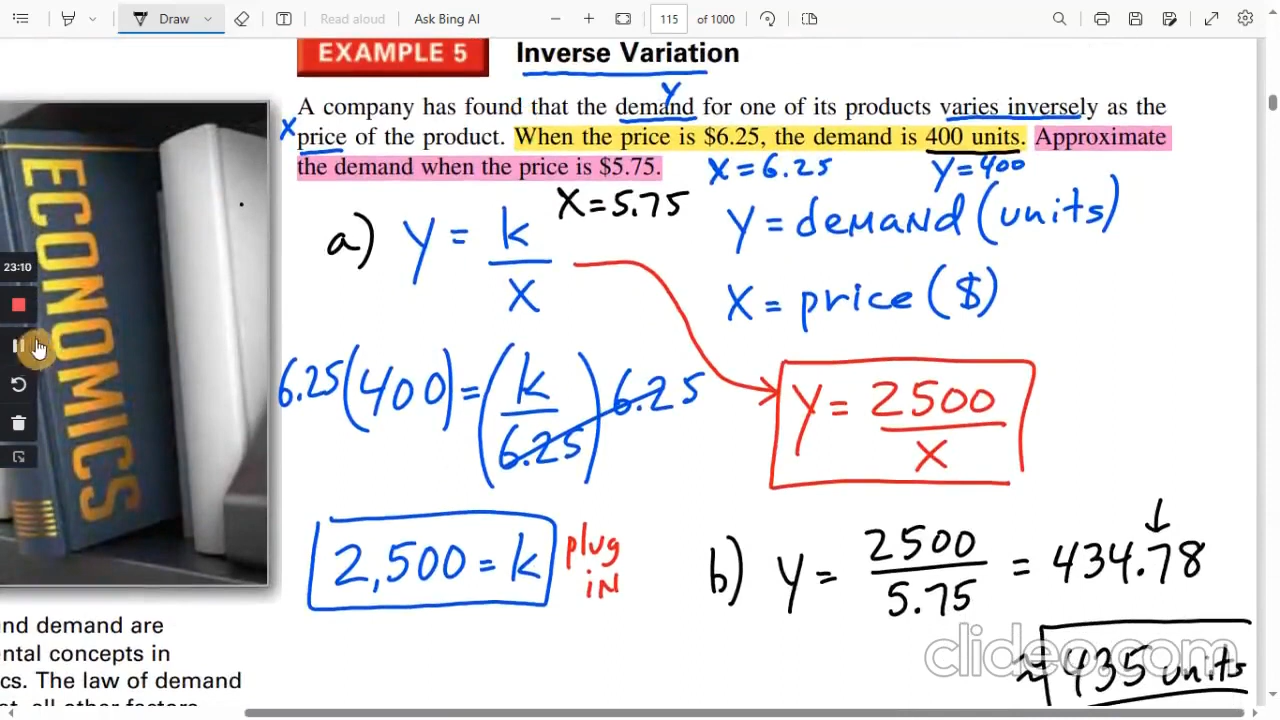 Draw
Read aloud
Ask Bing AI
115 of 1000
EXAMPLE 5 Inverse Variation
Y
A company has found that the demand for one of its products varies inversely as the
X
price of the product. When the price is $6.25, the demand is 400 units. Approximate
the demand when the price is $5.75.
X = 6.25 Y = 400
X = 5.75
a) y = k / x
Y = demand (units)
X = price ($)
6.25 (400) = (k / 6.25) 6.25
Y = 2500 / X
2,500 = k
plug
IN
b) y = 2500 / 5.75 = 434.78
≈ 435 units
ECONOMICS
23:10
clideo.com
nd demand are
ntal concepts in
cs. The law of demand